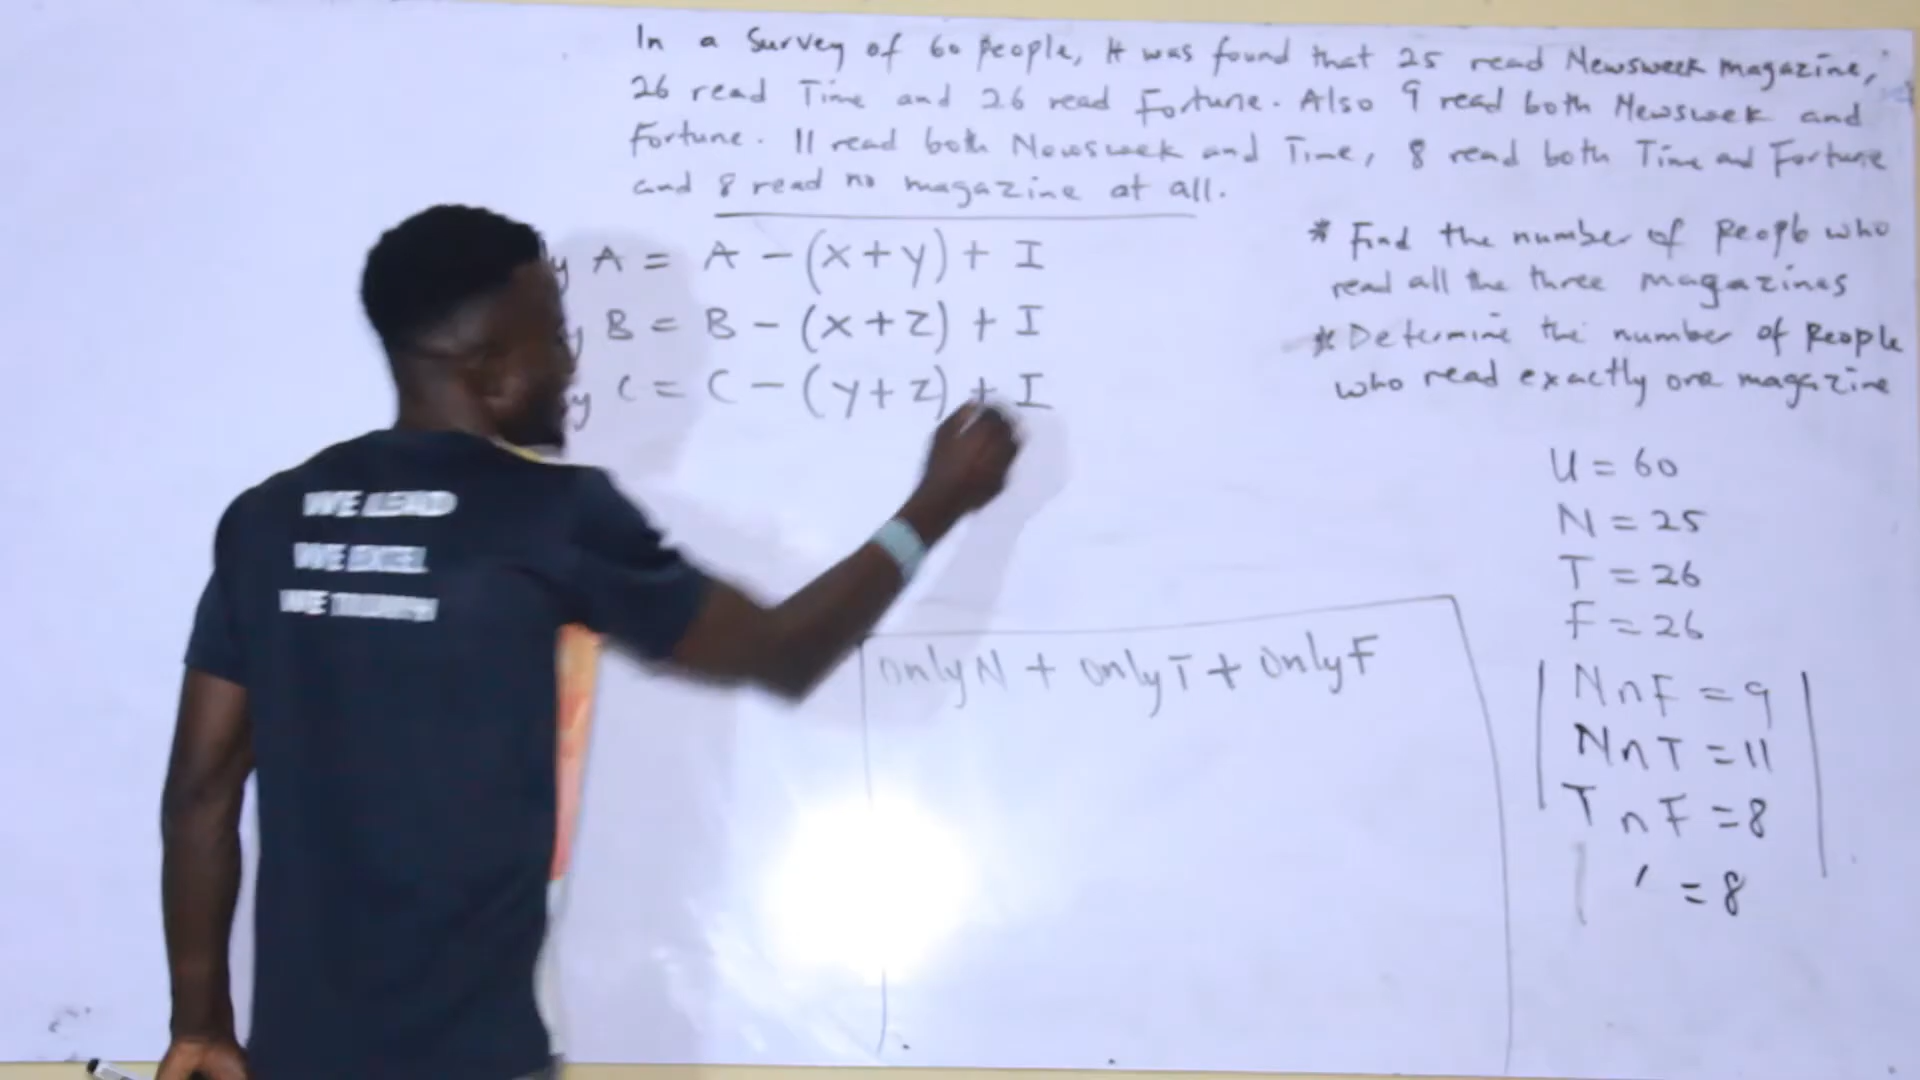 In a Survey of 60 People, it was found that 25 read Newsweek magazine,
26 read Time and 26 read Fortune. Also 9 read both Newsweek and
Fortune. 11 read both Newsweek and Time, 8 read both Time and Fortune
and 8 read no magazine at all.
* Find the number of People who
read all the three magazines
* Determine the number of People
who read exactly one magazine
y A = A - (x+y) + I
y B = B - (x+z) + I
y C = C - (y+z) + I
U = 60
N = 25
T = 26
F = 26
N∩F = 9
N∩T = 11
T∩F = 8
' = 8
only N + only T + only F
WE LEAD
WE EXCEL
WE